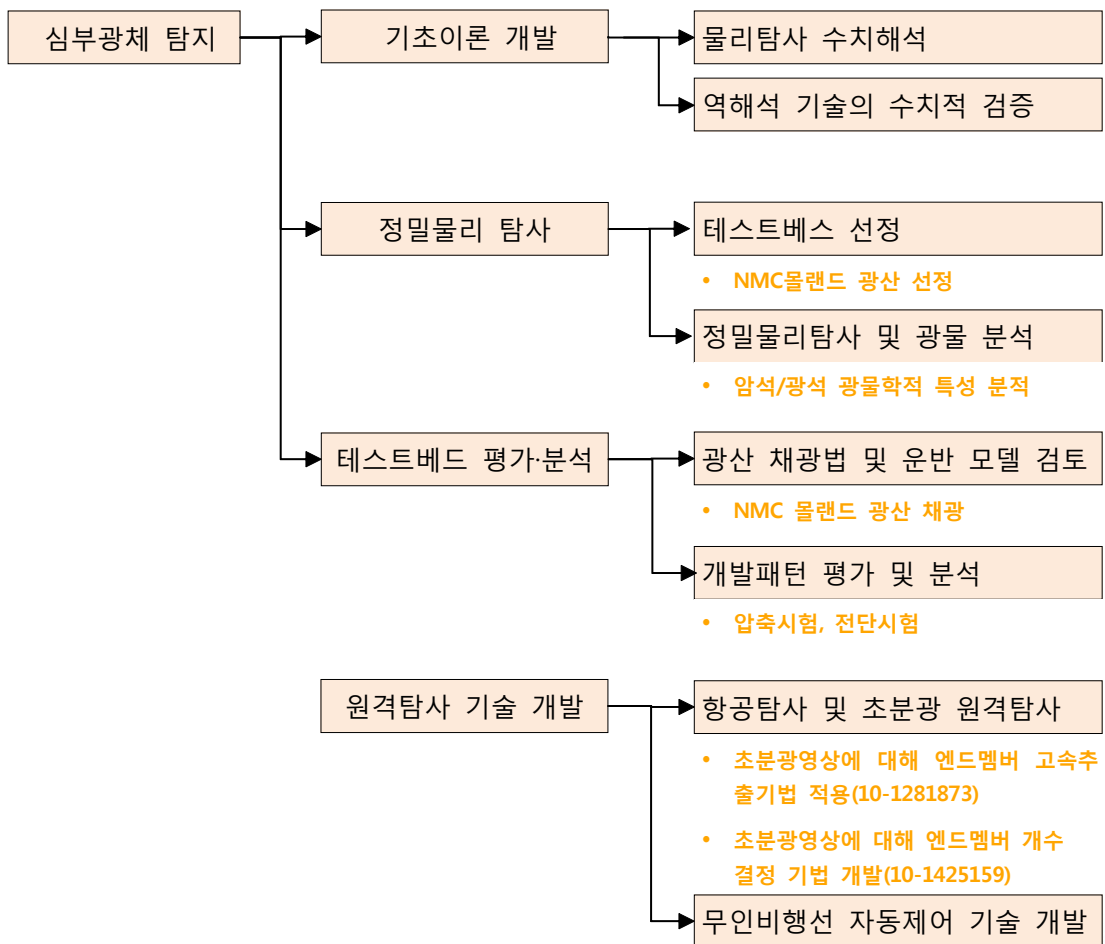 심부광체 탐지
기초이론 개발
물리탐사 수치해석
역해석 기술의 수치적 검증
정밀물리 탐사
테스트베스 선정
• NMC몰랜드 광산 선정
정밀물리탐사 및 광물 분석
• 암석/광석 광물학적 특성 분적
테스트베드 평가·분석
광산 채광법 및 운반 모델 검토
• NMC 몰랜드 광산 채광
개발패턴 평가 및 분석
• 압축시험, 전단시험
원격탐사 기술 개발
항공탐사 및 초분광 원격탐사
• 초분광영상에 대해 엔드멤버 고속추
출기법 적용(10-1281873)
• 초분광영상에 대해 엔드멤버 개수
결정 기법 개발(10-1425159)
무인비행선 자동제어 기술 개발